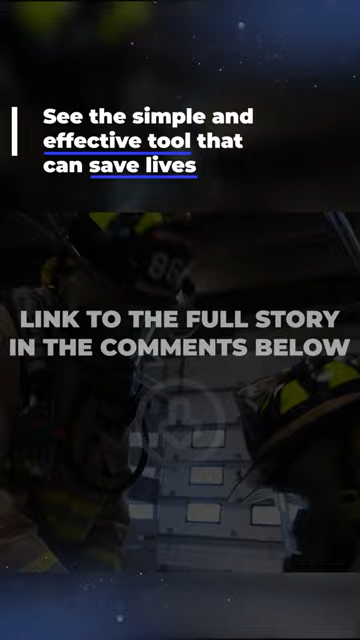 See the simple and
effective tool that
can save lives
86
LINK TO THE FULL STORY
IN THE COMMENTS BELOW